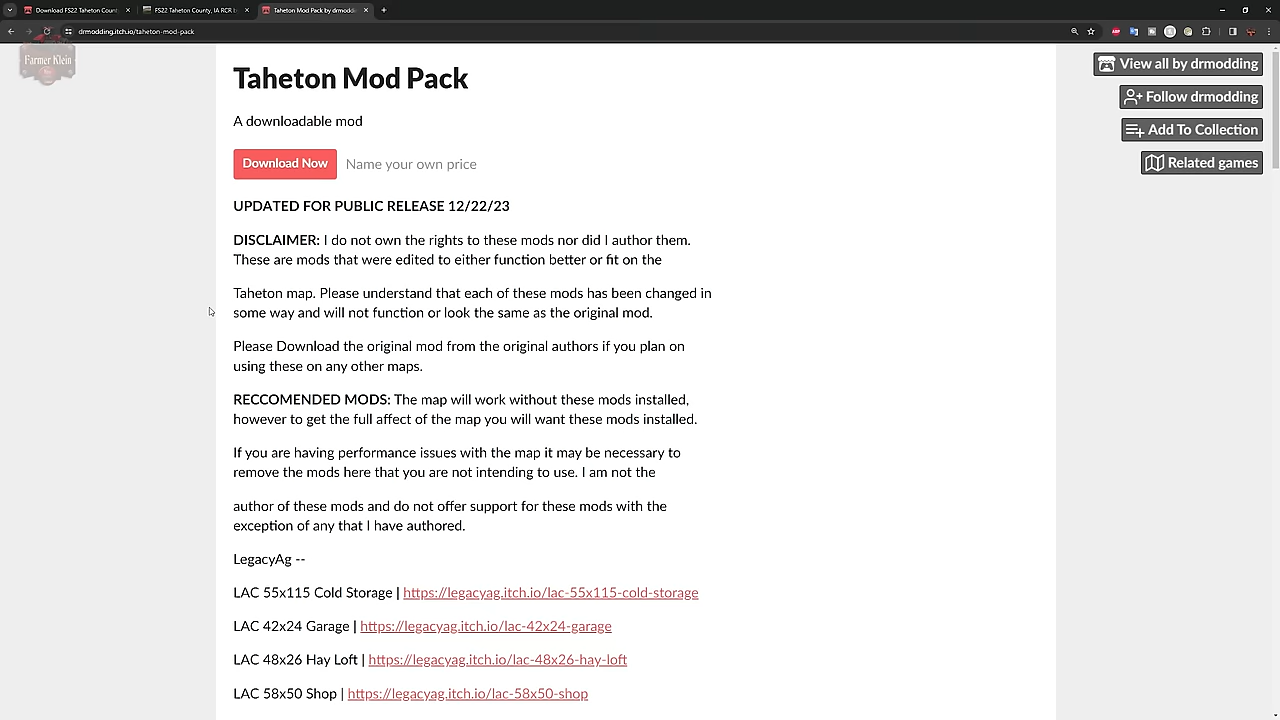 Download FS22 Taheton Count
FS22 Taheton County, IA RCR b
Taheton Mod Pack by drmoddi
drmodding.itch.io/taheton-mod-pack
Farmer Klein
View all by drmodding
Follow drmodding
Add To Collection
Related games
Taheton Mod Pack
A downloadable mod
Download Now Name your own price
UPDATED FOR PUBLIC RELEASE 12/22/23
DISCLAIMER: I do not own the rights to these mods nor did I author them.
These are mods that were edited to either function better or fit on the
Taheton map. Please understand that each of these mods has been changed in
some way and will not function or look the same as the original mod.
Please Download the original mod from the original authors if you plan on
using these on any other maps.
RECCOMENDED MODS: The map will work without these mods installed,
however to get the full affect of the map you will want these mods installed.
If you are having performance issues with the map it may be necessary to
remove the mods here that you are not intending to use. I am not the
author of these mods and do not offer support for these mods with the
exception of any that I have authored.
LegacyAg --
LAC 55x115 Cold Storage | https://legacyag.itch.io/lac-55x115-cold-storage
LAC 42x24 Garage | https://legacyag.itch.io/lac-42x24-garage
LAC 48x26 Hay Loft | https://legacyag.itch.io/lac-48x26-hay-loft
LAC 58x50 Shop | https://legacyag.itch.io/lac-58x50-shop